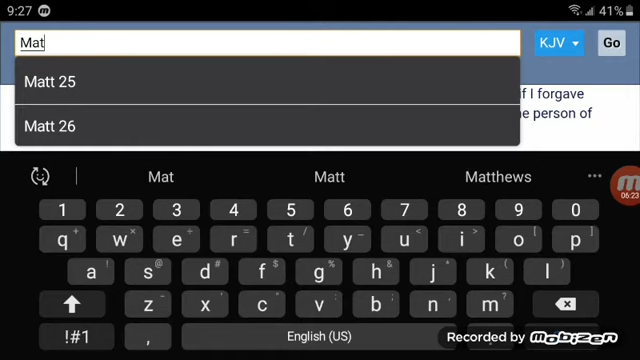 9:27
41%
Mat
KJV
Go
Matt 25
if I forgave
Matt 26
e person of
Mat Matt Matthews ...
06:23
1 2 3 4 5 6 7 8 9 0
q + w × e ÷ r = t / y _ u < i > o [ p ]
a ! s @ d # f $ g % h ^ j & k * l (
z - x ' c " v : b ; n , m ?
!#1 , English (US)
Recorded by mobizen